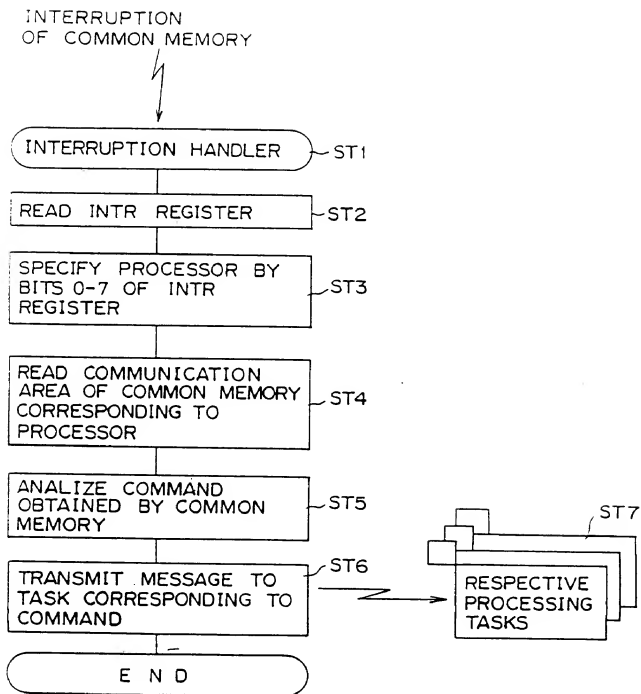 INTERRUPTION
OF COMMON MEMORY
INTERRUPTION HANDLER
ST1
READ INTR REGISTER
ST2
SPECIFY PROCESSOR BY
BITS 0-7 OF INTR
REGISTER
ST3
READ COMMUNICATION
AREA OF COMMON MEMORY
CORRESPONDING TO
PROCESSOR
ST4
ANALIZE COMMAND
OBTAINED BY COMMON
MEMORY
ST5
TRANSMIT MESSAGE TO
TASK CORRESPONDING TO
COMMAND
ST6
ST7
RESPECTIVE
PROCESSING
TASKS
END